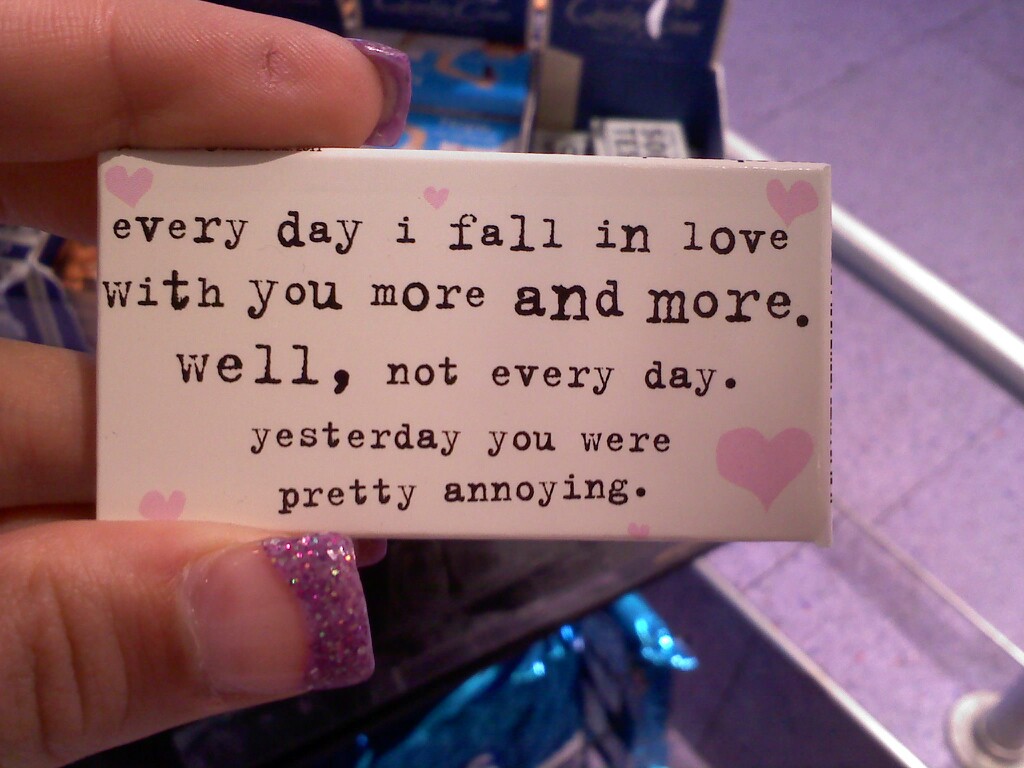 every day i fall in love
with you more and more.
well, not every day.
yesterday you were
pretty annoying.